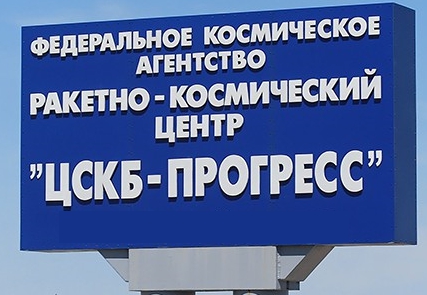 ФЕДЕРАЛЬНОЕ КОСМИЧЕСКОЕ
АГЕНТСТВО
РАКЕТНО-КОСМИЧЕСКИЙ
ЦЕНТР
"ЦСКБ-ПРОГРЕСС"